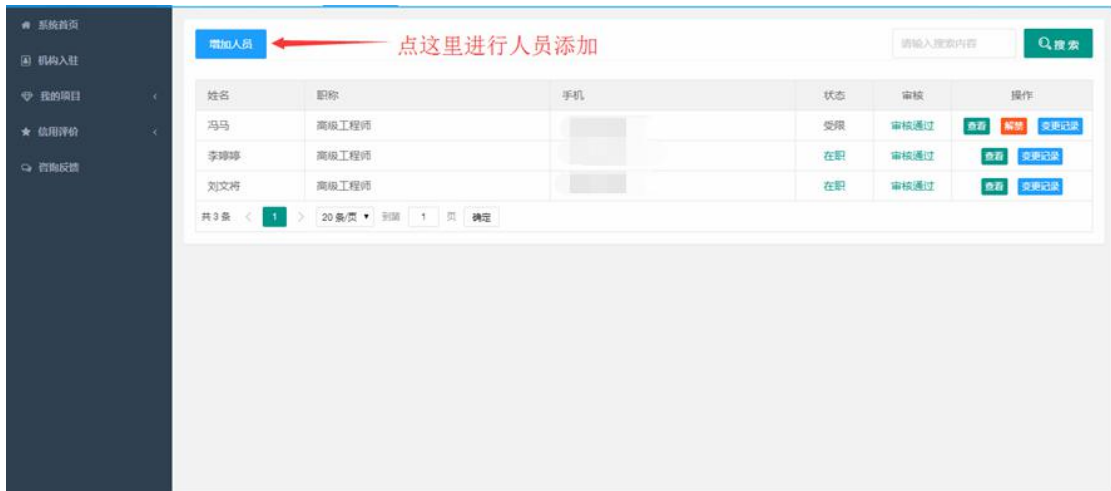 系统首页
机构入驻
我的项目
信用评价
咨询反馈
增加人员
点这里进行人员添加
请输入搜索内容
搜索
姓名 职称 手机 状态 审核 操作
冯马 高级工程师 受限 审核通过 查看 解禁 变更记录
李婷婷 高级工程师 在职 审核通过 查看 变更记录
刘文将 高级工程师 在职 审核通过 查看 变更记录
共3条 < 1 > 20条/页 到第 1 页 确定